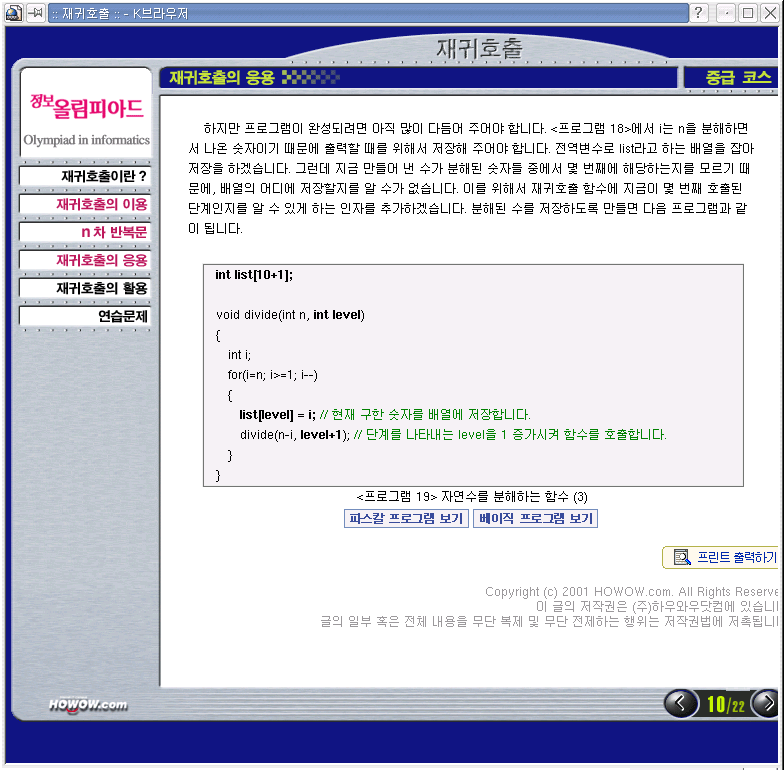 :: 재귀호출 :: - K브라우저
재귀호출
재귀호출의 응용
중급 코스
정보올림피아드
Olympiad in informatics
재귀호출이란 ?
재귀호출의 이용
n 차 반복문
재귀호출의 응용
재귀호출의 활용
연습문제
하지만 프로그램이 완성되려면 아직 많이 다듬어 주어야 합니다. <프로그램 18>에서 i는 n을 분해하면
서 나온 숫자이기 때문에 출력할 때를 위해서 저장해 주어야 합니다. 전역변수로 list라고 하는 배열을 잡아
저장을 하겠습니다. 그런데 지금 만들어 낸 수가 분해된 숫자들 중에서 몇 번째에 해당하는지를 모르기 때
문에, 배열의 어디에 저장할지를 알 수가 없습니다. 이를 위해서 재귀호출 함수에 지금이 몇 번째 호출된
단계인지를 알 수 있게 하는 인자를 추가하겠습니다. 분해된 수를 저장하도록 만들면 다음 프로그램과 같
이 됩니다.
int list[10+1];
void divide(int n, int level)
{
int i;
for(i=n; i>=1; i--)
{
list[level] = i; // 현재 구한 숫자를 배열에 저장합니다.
divide(n-i, level+1); // 단계를 나타내는 level을 1 증가시켜 함수를 호출합니다.
}
}
<프로그램 19> 자연수를 분해하는 함수 (3)
파스칼 프로그램 보기 베이직 프로그램 보기
프린트 출력하기
Copyright (c) 2001 HOWOW.com. All Rights Reserve
이 글의 저작권은 (주)하우와우닷컴에 있습니
글의 일부 혹은 전체 내용을 무단 복제 및 무단 전제하는 행위는 저작권법에 저촉됩니
HOWOW.com
10/22